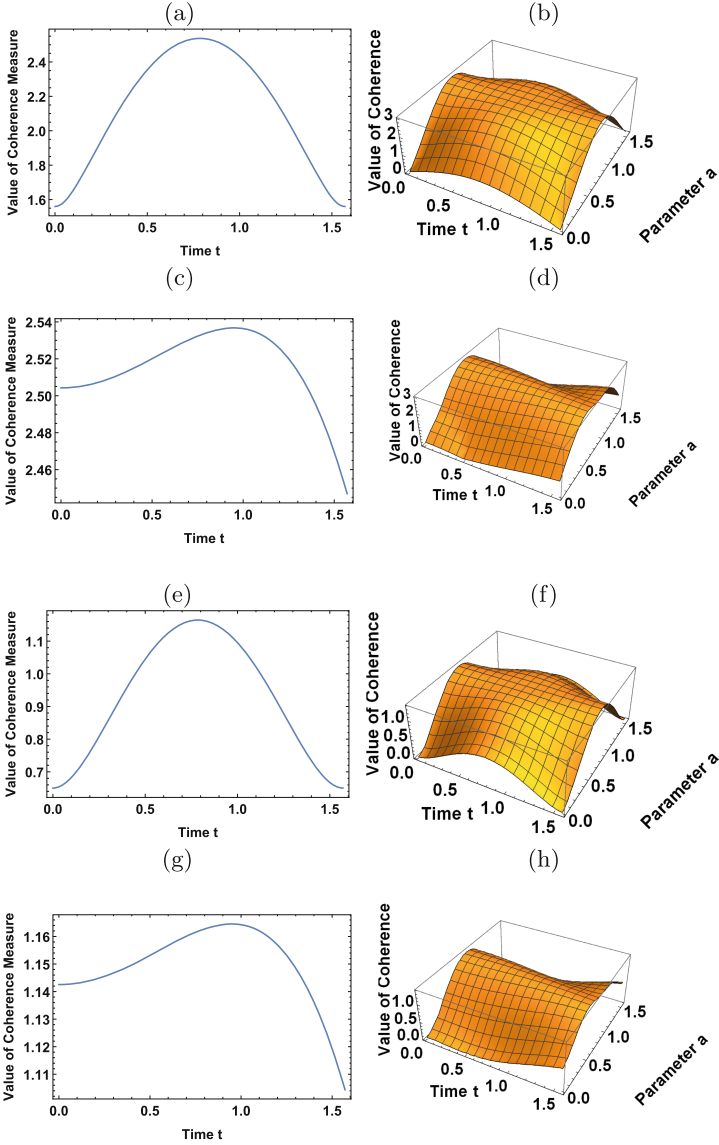 (a)
Value of Coherence Measure
2.4
2.2
2.0
1.8
1.6
0.0 0.5 1.0 1.5
Time t
(b)
Value of Coherence
3
2
1
0
0.0
0.5
1.0
1.5
Time t
0.0
0.5
1.0
1.5
Parameter a
(c)
Value of Coherence Measure
2.54
2.52
2.50
2.48
2.46
0.0 0.5 1.0 1.5
Time t
(d)
Value of Coherence
3
2
1
0
0.0
0.5
1.0
1.5
Time t
0.0
0.5
1.0
1.5
Parameter a
(e)
Value of Coherence Measure
1.1
1.0
0.9
0.8
0.7
0.0 0.5 1.0 1.5
Time t
(f)
Value of Coherence
1.0
0.5
0.0
0.0
0.5
1.0
1.5
Time t
0.0
0.5
1.0
1.5
Parameter a
(g)
Value of Coherence Measure
1.16
1.15
1.14
1.13
1.12
1.11
0.0 0.5 1.0 1.5
Time t
(h)
Value of Coherence
1.0
0.5
0.0
0.0
0.5
1.0
1.5
Time t
0.0
0.5
1.0
1.5
Parameter a